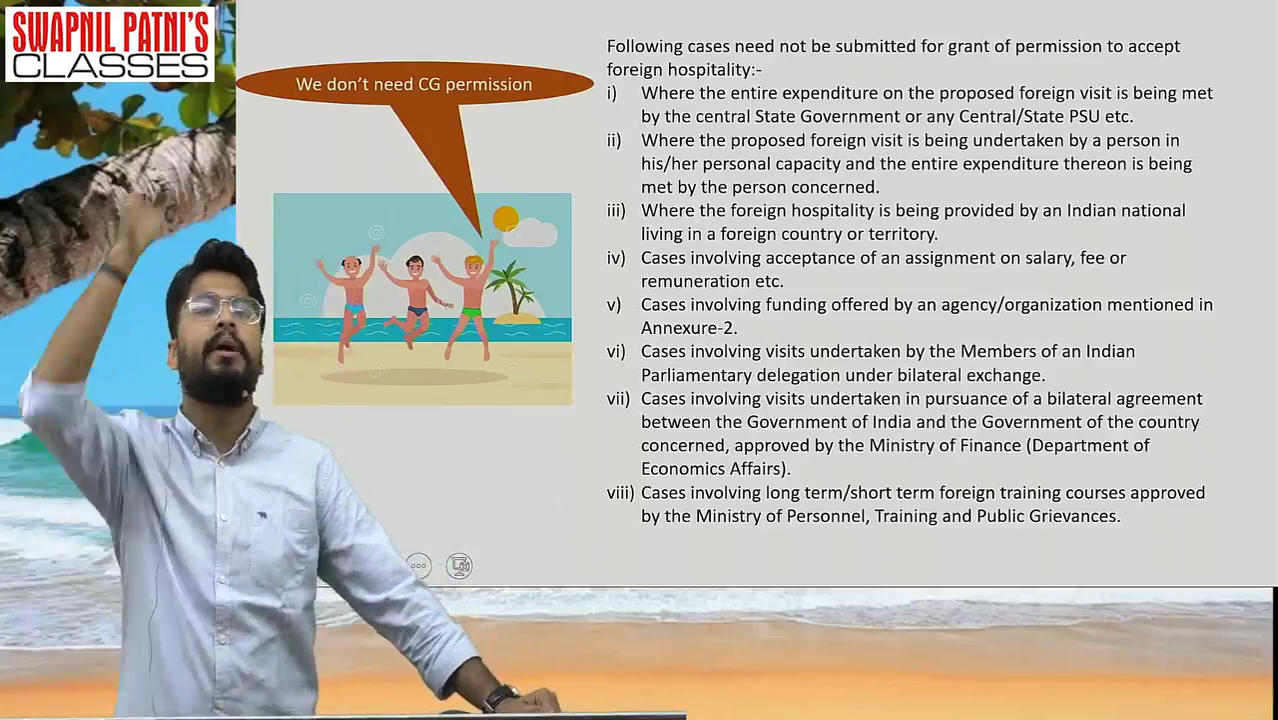 SWAPNIL PATNI'S
CLASSES
We don't need CG permission
Following cases need not be submitted for grant of permission to accept
foreign hospitality:-
i) Where the entire expenditure on the proposed foreign visit is being met
by the central State Government or any Central/State PSU etc.
ii) Where the proposed foreign visit is being undertaken by a person in
his/her personal capacity and the entire expenditure thereon is being
met by the person concerned.
iii) Where the foreign hospitality is being provided by an Indian national
living in a foreign country or territory.
iv) Cases involving acceptance of an assignment on salary, fee or
remuneration etc.
v) Cases involving funding offered by an agency/organization mentioned in
Annexure-2.
vi) Cases involving visits undertaken by the Members of an Indian
Parliamentary delegation under bilateral exchange.
vii) Cases involving visits undertaken in pursuance of a bilateral agreement
between the Government of India and the Government of the country
concerned, approved by the Ministry of Finance (Department of
Economics Affairs).
viii) Cases involving long term/short term foreign training courses approved
by the Ministry of Personnel, Training and Public Grievances.